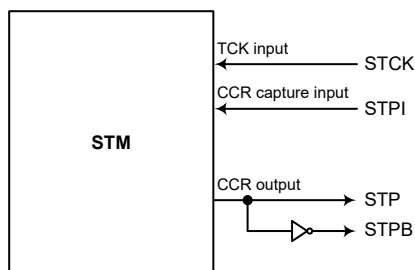 TCK input
STCK
CCR capture input
STPI
STM
CCR output
STP
STPB